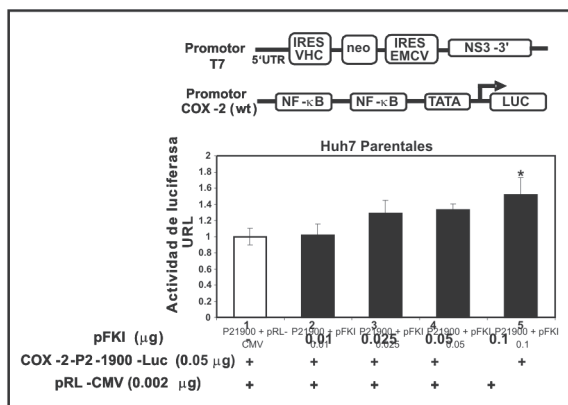 Promotor T7
5'UTR
IRES VHC
neo
IRES EMCV
NS3 -3'
Promotor COX -2 (wt)
NF -κB
NF -κB
TATA
LUC
Huh7 Parentales
Actividad de luciferasa
URL
2
1.8
1.6
1.4
1.2
1
0.8
0.6
0.4
0.2
0
*
1 2 3 4 5
P21900 + pRL-CMV
P21900 + pFKI 0.01
P21900 + pFKI 0.025
P21900 + pFKI 0.05
P21900 + pFKI 0.1
pFKI (μg) - 0.01 0.025 0.05 0.1
COX -2-P2 -1900 -Luc (0.05 μg) + + + + +
pRL -CMV (0.002 μg) + + + + +